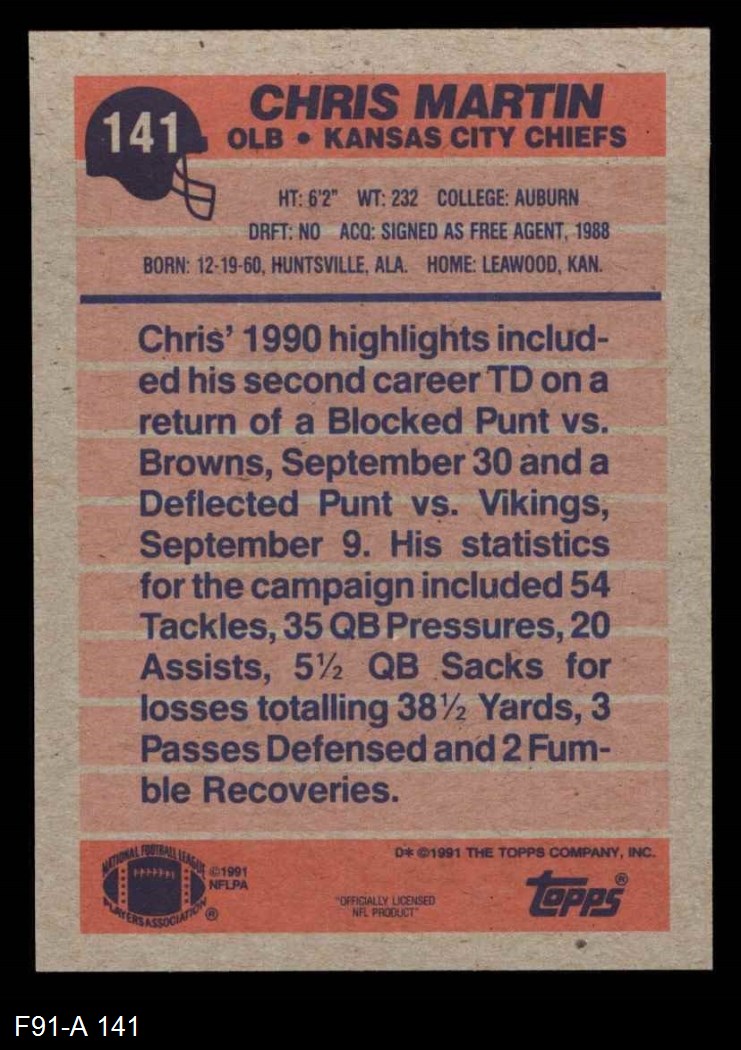 141
CHRIS MARTIN
OLB • KANSAS CITY CHIEFS
HT: 6'2" WT: 232 COLLEGE: AUBURN
DRFT: NO ACQ: SIGNED AS FREE AGENT, 1988
BORN: 12-19-60, HUNTSVILLE, ALA. HOME: LEAWOOD, KAN.
Chris' 1990 highlights includ-
ed his second career TD on a
return of a Blocked Punt vs.
Browns, September 30 and a
Deflected Punt vs. Vikings,
September 9. His statistics
for the campaign included 54
Tackles, 35 QB Pressures, 20
Assists, 5½ QB Sacks for
losses totalling 38½ Yards, 3
Passes Defensed and 2 Fum-
ble Recoveries.
NATIONAL FOOTBALL LEAGUE
PLAYERS ASSOCIATION ®
©1991
NFLPA
"OFFICIALLY LICENSED
NFL PRODUCT"
D* ©1991 THE TOPPS COMPANY, INC.
topps®
F91-A 141